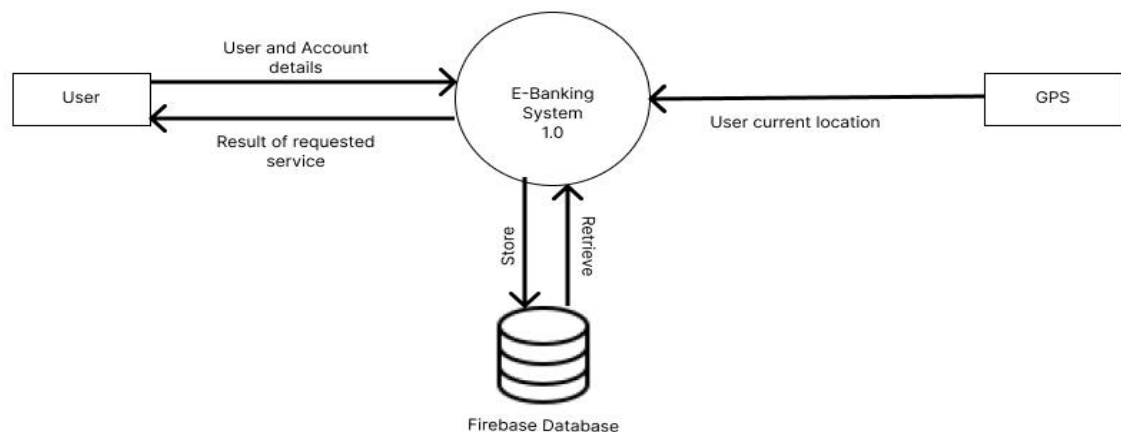 User and Account
details
User
E-Banking
System
1.0
GPS
User current location
Result of requested
service
Store
Retrieve
Firebase Database